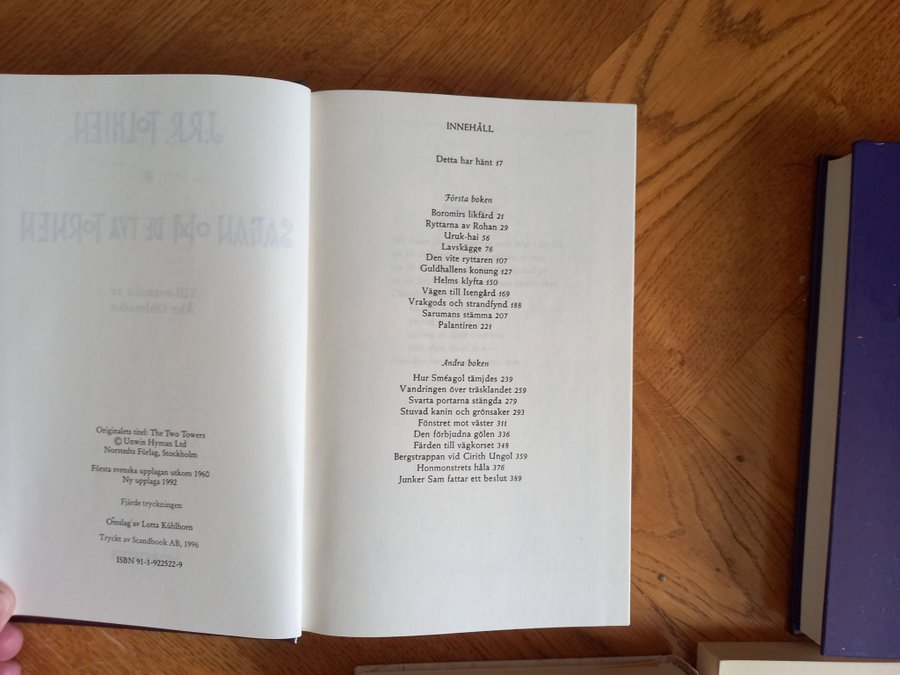 Originalets titel: The Two Towers
© Unwin Hyman Ltd
Norstedts Förlag, Stockholm
Första svenska upplagan utkom 1960
Ny upplaga 1992
Fjärde tryckningen
Omslag av Lotta Kühlhorn
Tryckt av Scandbook AB, 1996
ISBN 91-1-922522-9
INNEHÅLL
Detta har hänt 17
Första boken
Boromirs likfärd 21
Ryttarna av Rohan 29
Uruk-hai 56
Lavskägge 76
Den vite ryttaren 107
Guldhallens konung 127
Helms klyfta 150
Vägen till Isengård 169
Vrakgods och strandfynd 188
Sarumans stämma 207
Palantiren 221
Andra boken
Hur Sméagol tämjdes 239
Vandringen över träsklandet 259
Svarta portarna stängda 279
Stuvad kanin och grönsaker 293
Fönstret mot väster 311
Den förbjudna gölen 336
Färden till vägkorset 348
Bergstrappan vid Cirith Ungol 359
Honmonstrets håla 376
Junker Sam fattar ett beslut 389